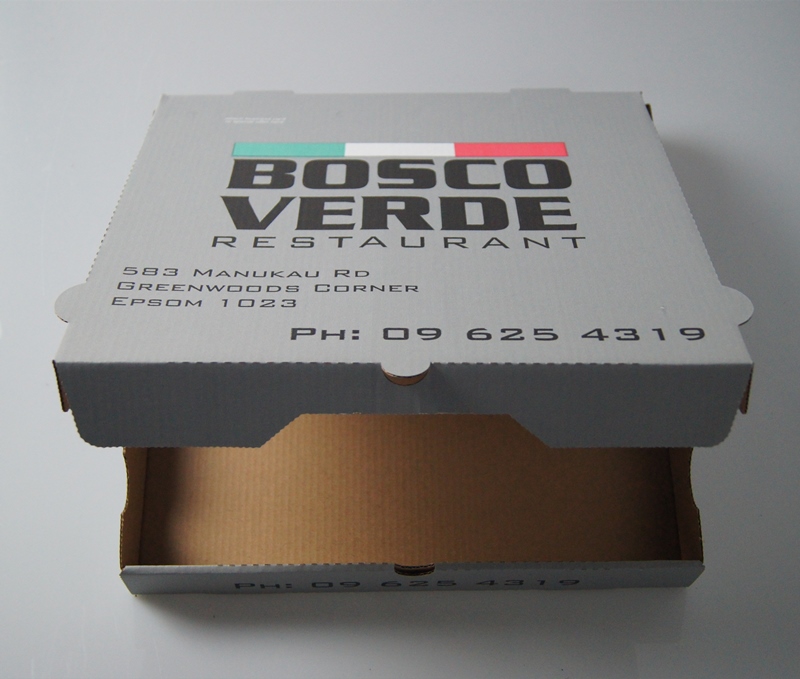 BOSCO
VERDE
RESTAURANT
583 Manukau Rd
Greenwoods Corner
Epsom 1023
Ph: 09 625 4319
Ph: 09 625 4319